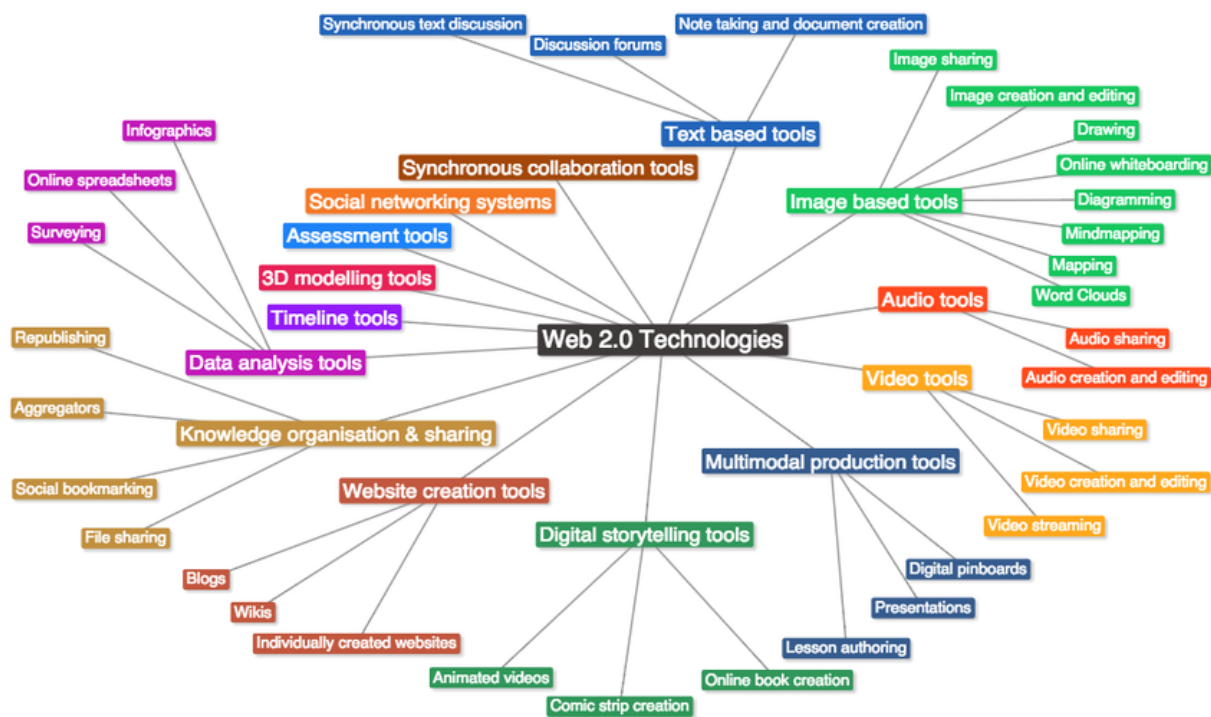 Synchronous text discussion
Note taking and document creation
Discussion forums
Image sharing
Image creation and editing
Infographics
Text based tools
Drawing
Synchronous collaboration tools
Online whiteboarding
Online spreadsheets
Social networking systems
Image based tools
Diagramming
Surveying
Assessment tools
Mindmapping
Mapping
3D modelling tools
Word Clouds
Audio tools
Timeline tools
Republishing
Web 2.0 Technologies
Audio sharing
Data analysis tools
Video tools
Audio creation and editing
Aggregators
Knowledge organisation & sharing
Video sharing
Multimodal production tools
Social bookmarking
Website creation tools
Video creation and editing
Video streaming
File sharing
Digital storytelling tools
Digital pinboards
Blogs
Wikis
Presentations
Individually created websites
Lesson authoring
Animated videos
Online book creation
Comic strip creation